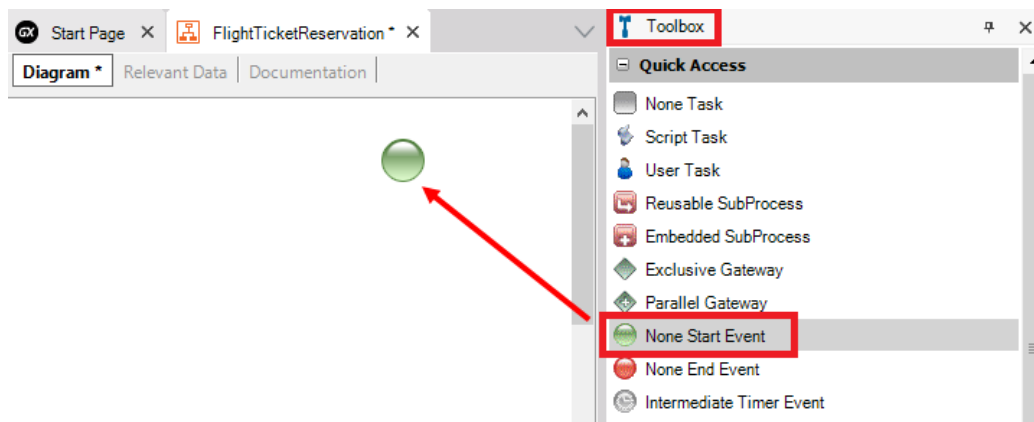 GX Start Page FlightTicketReservation *
Diagram * Relevant Data Documentation
Toolbox
Quick Access
None Task
Script Task
User Task
Reusable SubProcess
Embedded SubProcess
Exclusive Gateway
Parallel Gateway
None Start Event
None End Event
Intermediate Timer Event